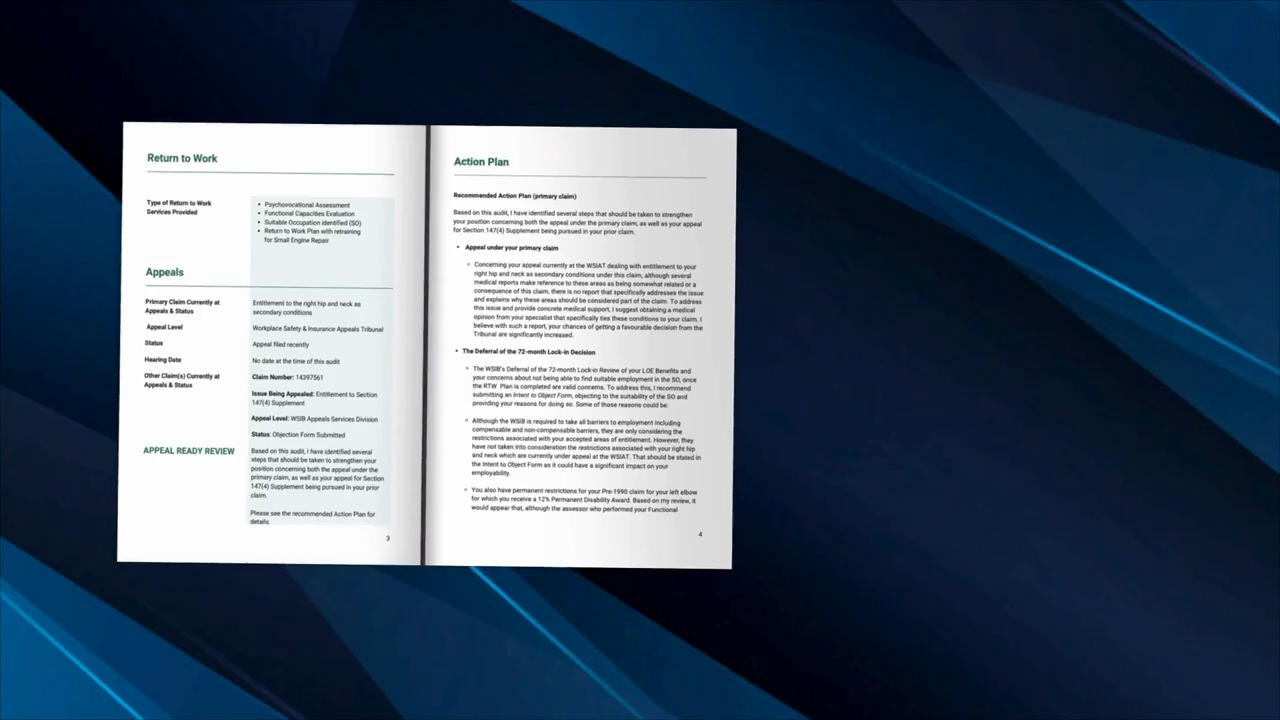 Return to Work
Type of Return to Work
Services Provided
• Psychovocational Assessment
• Functional Capacities Evaluation
• Suitable Occupation identified (SO)
• Return to Work Plan with retraining
for Small Engine Repair
Appeals
Primary Claim Currently at
Appeals & Status
Entitlement to the right hip and neck as
secondary conditions
Appeal Level
Workplace Safety & Insurance Appeals Tribunal
Status
Appeal filed recently
Hearing Date
No date at the time of this audit
Other Claim(s) Currently at
Appeals & Status
Claim Number: 14397561
Issue Being Appealed: Entitlement to Section
147(4) Supplement
Appeal Level: WSIB Appeals Services Division
Status: Objection Form Submitted
APPEAL READY REVIEW
Based on this audit, I have identified several
steps that should be taken to strengthen your
position concerning both the appeal under the
primary claim, as well as your appeal for Section
147(4) Supplement being pursued in your prior
claim.
Please see the recommended Action Plan for
details.
3
Action Plan
Recommended Action Plan (primary claim)
Based on this audit, I have identified several steps that should be taken to strengthen
your position concerning both the appeal under the primary claim, as well as your appeal
for Section 147(4) Supplement being pursued in your prior claim.
• Appeal under your primary claim
Concerning your appeal currently at the WSIAT dealing with entitlement to your
right hip and neck as secondary conditions under this claim, although several
medical reports make reference to these areas as being somewhat related or a
consequence of this claim, there is no report that specifically addresses the issue
and explains why these areas should be considered part of the claim. To address
this issue and provide concrete medical support, I suggest obtaining a medical
opinion from your specialist that specifically ties these conditions to your claim. I
believe with such a report, your chances of getting a favourable decision from the
Tribunal are significantly increased.
• The Deferral of the 72-month Lock-in Decision
The WSIB's Deferral of the 72-month Lock-in Review of your LOE Benefits and
your concerns about not being able to find suitable employment in the SO, once
the RTW Plan is completed are valid concerns. To address this, I recommend
submitting an Intent to Object Form, objecting to the suitability of the SO and
providing your reasons for doing so. Some of those reasons could be:
Although the WSIB is required to take all barriers to employment including
compensable and non-compensable barriers, they are only considering the
restrictions associated with your accepted areas of entitlement. However, they
have not taken into consideration the restrictions associated with your right hip
and neck which are currently under appeal at the WSIAT. That should be stated in
the Intent to Object Form as it could have a significant impact on your
employability.
You also have permanent restrictions for your Pre-1990 claim for your left elbow
for which you receive a 12% Permanent Disability Award. Based on my review, it
would appear that, although the assessor who performed your Functional
4